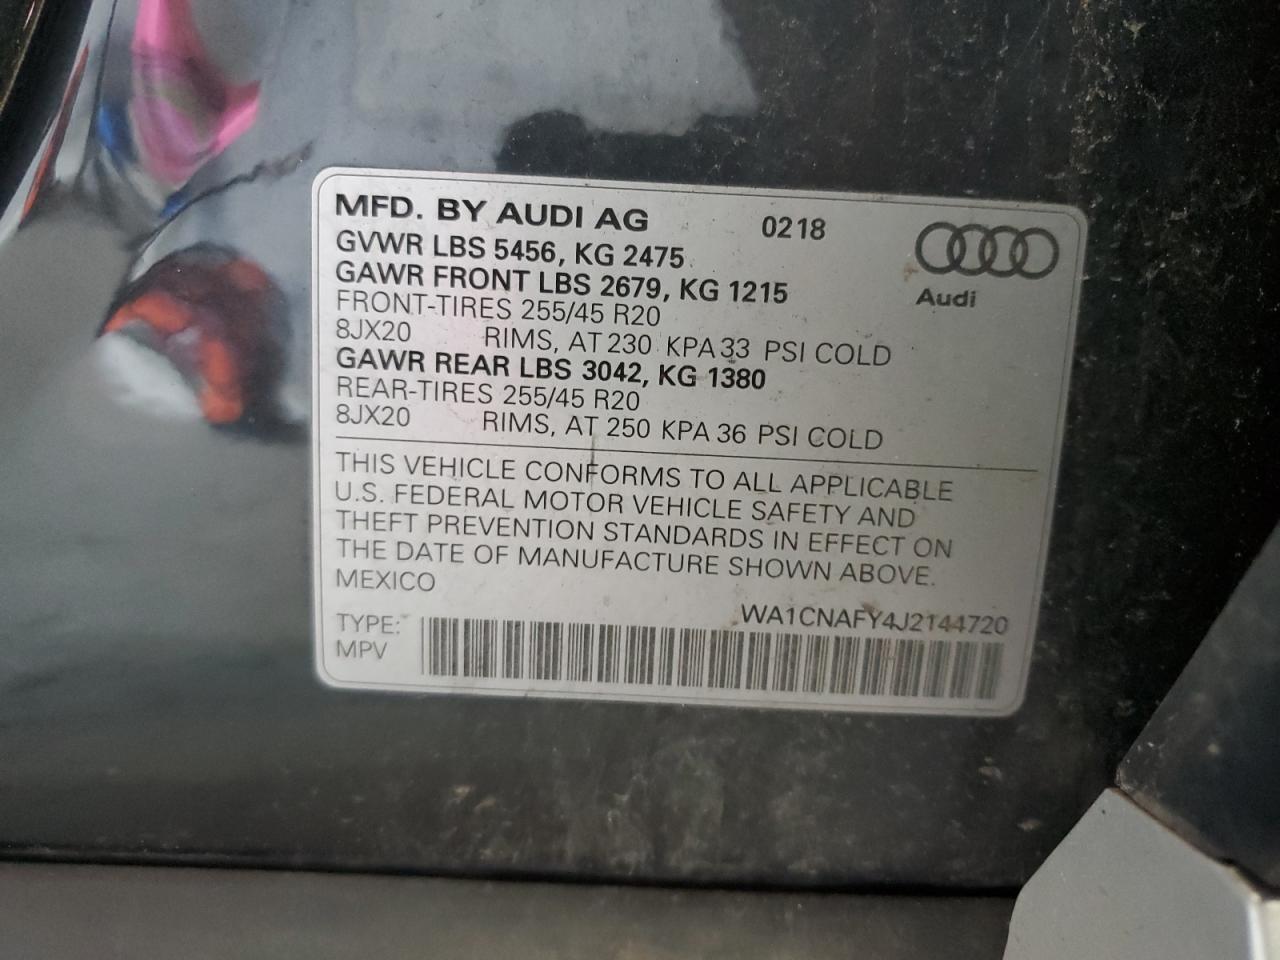 MFD. BY AUDI AG 0218
GVWR LBS 5456, KG 2475
GAWR FRONT LBS 2679, KG 1215
FRONT-TIRES 255/45 R20
8JX20 RIMS, AT 230 KPA 33 PSI COLD
GAWR REAR LBS 3042, KG 1380
REAR-TIRES 255/45 R20
8JX20 RIMS, AT 250 KPA 36 PSI COLD
Audi
THIS VEHICLE CONFORMS TO ALL APPLICABLE
U.S. FEDERAL MOTOR VEHICLE SAFETY AND
THEFT PREVENTION STANDARDS IN EFFECT ON
THE DATE OF MANUFACTURE SHOWN ABOVE.
MEXICO
WA1CNAFY4J2144720
TYPE:
MPV